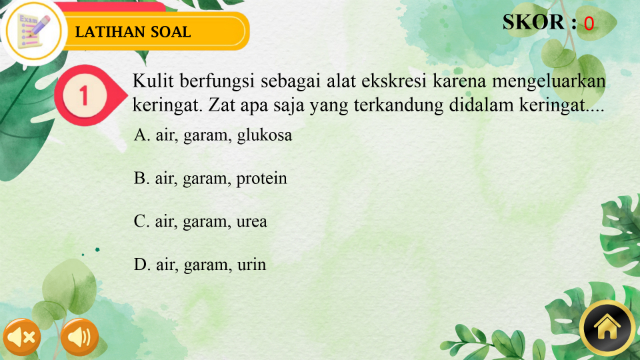 LATIHAN SOAL
SKOR : 0
1
Kulit berfungsi sebagai alat ekskresi karena mengeluarkan
keringat. Zat apa saja yang terkandung didalam keringat....
A. air, garam, glukosa
B. air, garam, protein
C. air, garam, urea
D. air, garam, urin